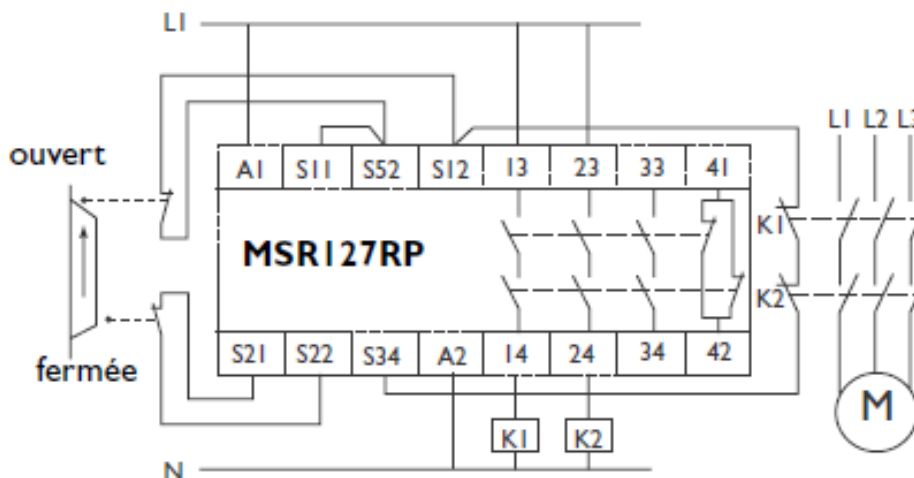 L1
ouvert
L1 L2 L3
A1 S11 S52 S12 13 23 33 41
K1
MSR127RP
K2
S21 S22 S34 A2 14 24 34 42
fermée
M
K1 K2
N